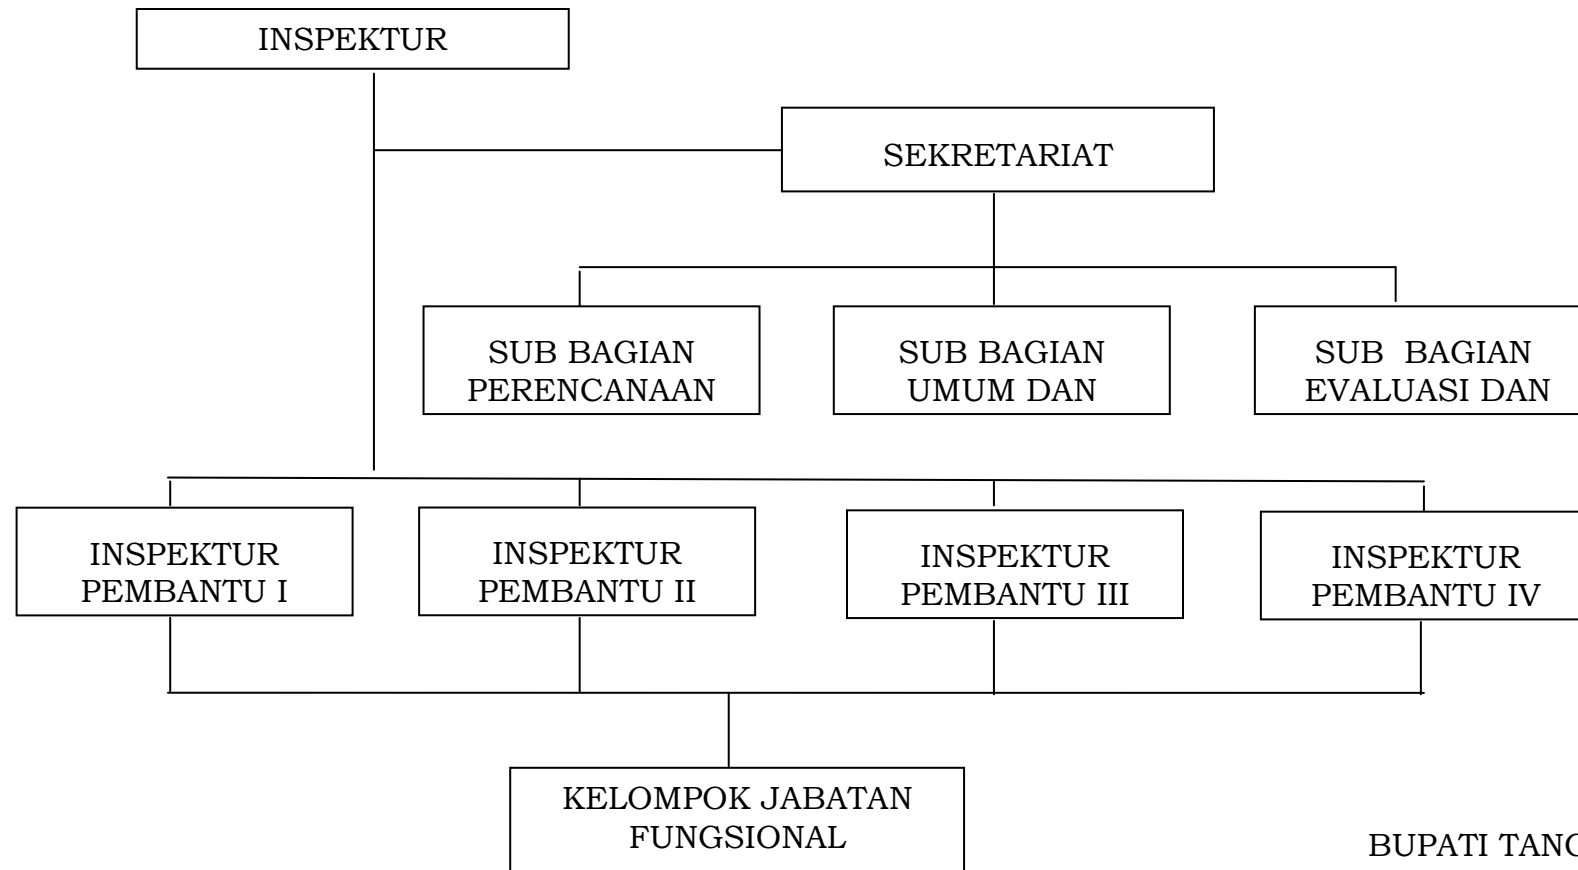 INSPEKTUR
SEKRETARIAT
SUB BAGIAN
PERENCANAAN
SUB BAGIAN
UMUM DAN
SUB BAGIAN
EVALUASI DAN
INSPEKTUR
PEMBANTU I
INSPEKTUR
PEMBANTU II
INSPEKTUR
PEMBANTU III
INSPEKTUR
PEMBANTU IV
KELOMPOK JABATAN
FUNGSIONAL
BUPATI